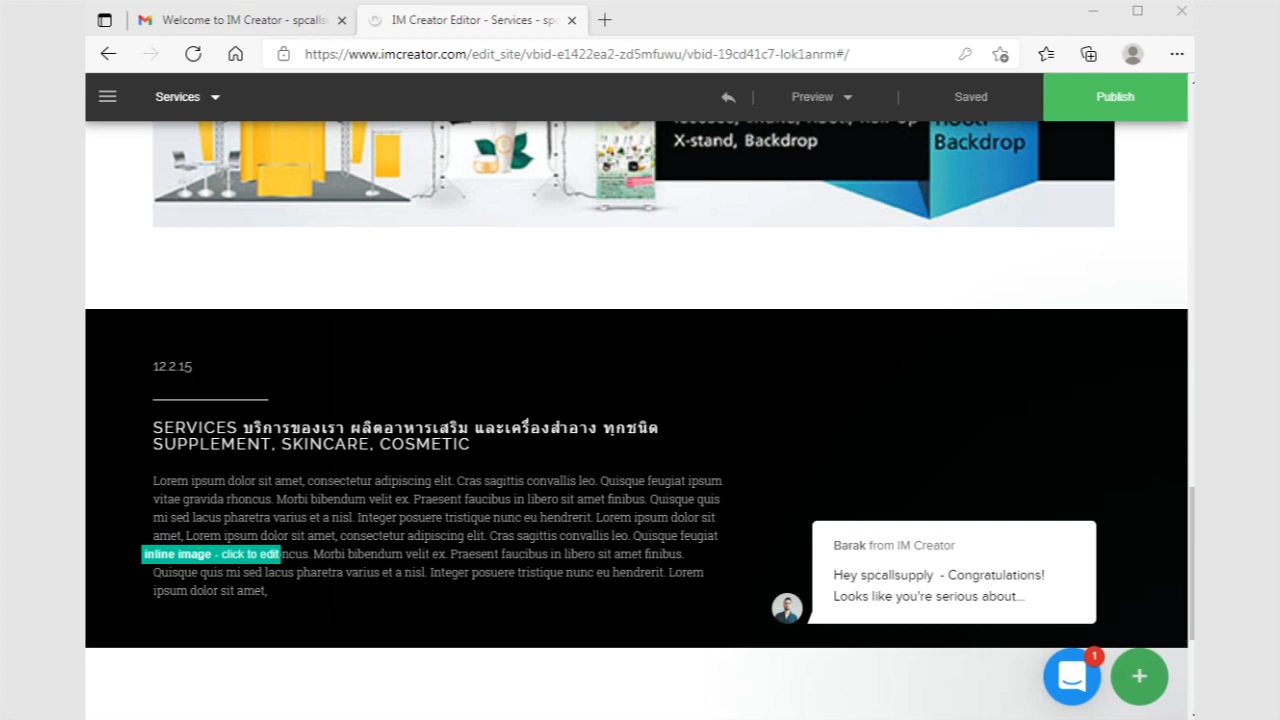 Welcome to IM Creator - spcalls
IM Creator Editor - Services - spc
https://www.imcreator.com/edit_site/vbid-e1422ea2-zd5mfuwu/vbid-19cd41c7-lok1anrm#/
Services
Preview
Saved
Publish
X-stand, Backdrop
Backdrop
12.2.15
SERVICES บริการของเรา ผลิตอาหารเสริม และเครื่องสำอาง ทุกชนิด
SUPPLEMENT, SKINCARE, COSMETIC
Lorem ipsum dolor sit amet, consectetur adipiscing elit. Cras sagittis convallis leo. Quisque feugiat ipsum
vitae gravida rhoncus. Morbi bibendum velit ex. Praesent faucibus in libero sit amet finibus. Quisque quis
mi sed lacus pharetra varius et a nisl. Integer posuere tristique nunc eu hendrerit. Lorem ipsum dolor sit
amet, Lorem ipsum dolor sit amet, consectetur adipiscing elit. Cras sagittis convallis leo. Quisque feugiat
inline image - click to edit ncus. Morbi bibendum velit ex. Praesent faucibus in libero sit amet finibus.
Quisque quis mi sed lacus pharetra varius et a nisl. Integer posuere tristique nunc eu hendrerit. Lorem
ipsum dolor sit amet,
Barak from IM Creator
Hey spcallsupply - Congratulations!
Looks like you're serious about...
1